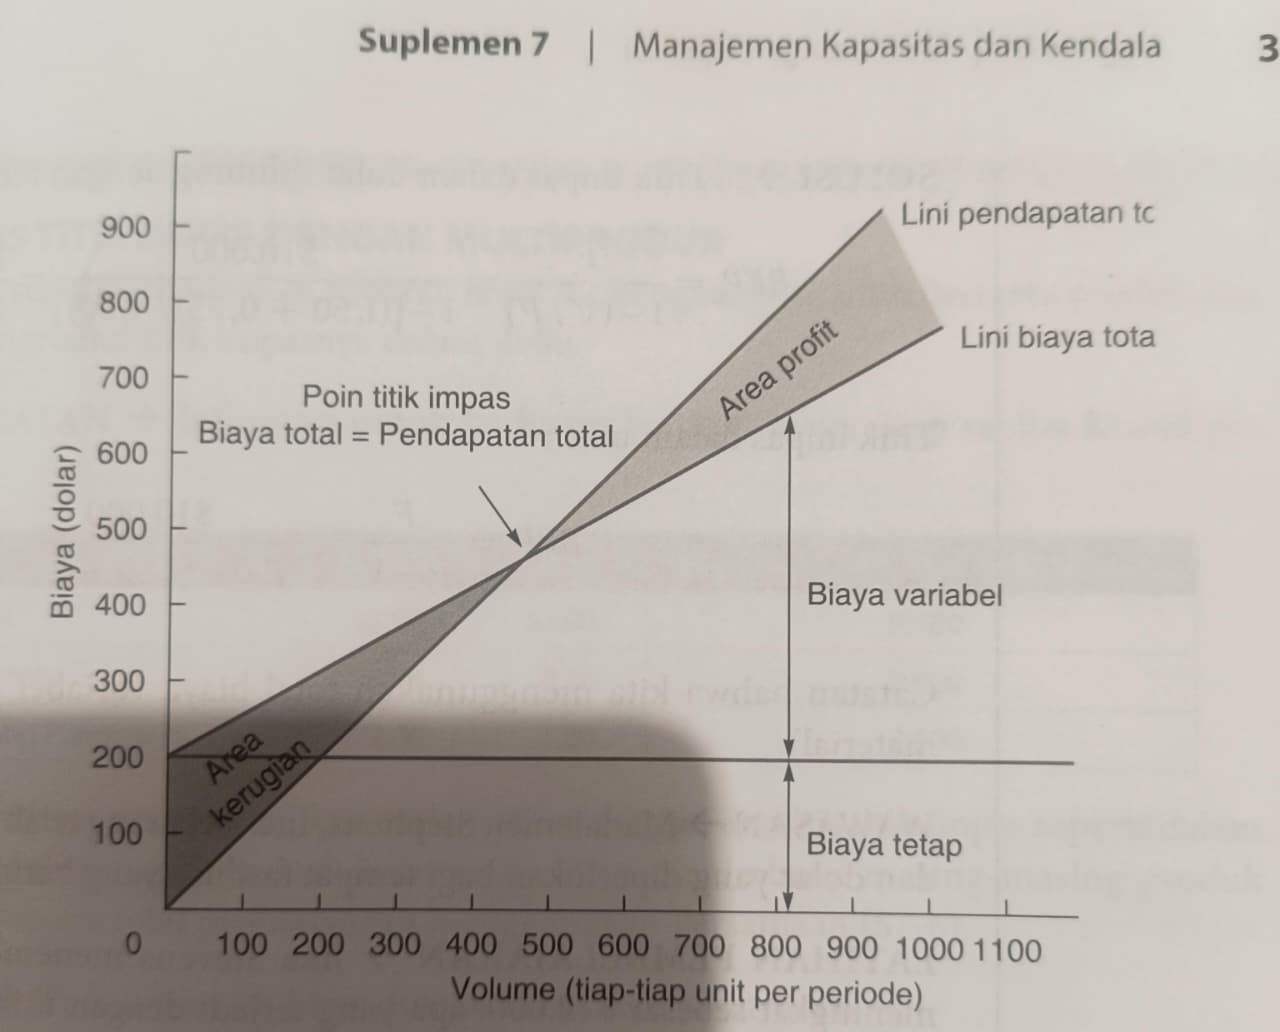 Suplemen 7 | Manajemen Kapasitas dan Kendala 3
900
800
700
600
500
400
300
200
100
0
Biaya (dolar)
Lini pendapatan
Lini biaya tota
Area profit
Poin titik impas
Biaya total = Pendapatan total
Biaya variabel
Area
kerugian
Biaya tetap
100 200 300 400 500 600 700 800 900 1000 1100
Volume (tiap-tiap unit per periode)